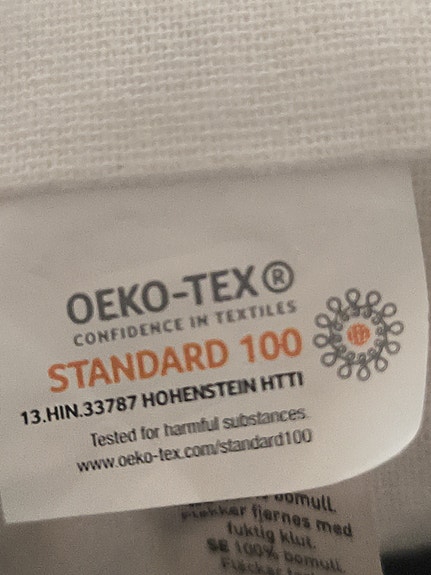 OEKO-TEX®
CONFIDENCE IN TEXTILES
STANDARD 100
13.HIN.33787 HOHENSTEIN HTTI
Tested for harmful substances.
www.oeko-tex.com/standard100
bomull.
Flekker fjernes med
fuktig klut.
SE 100% bomull.
Fläckar